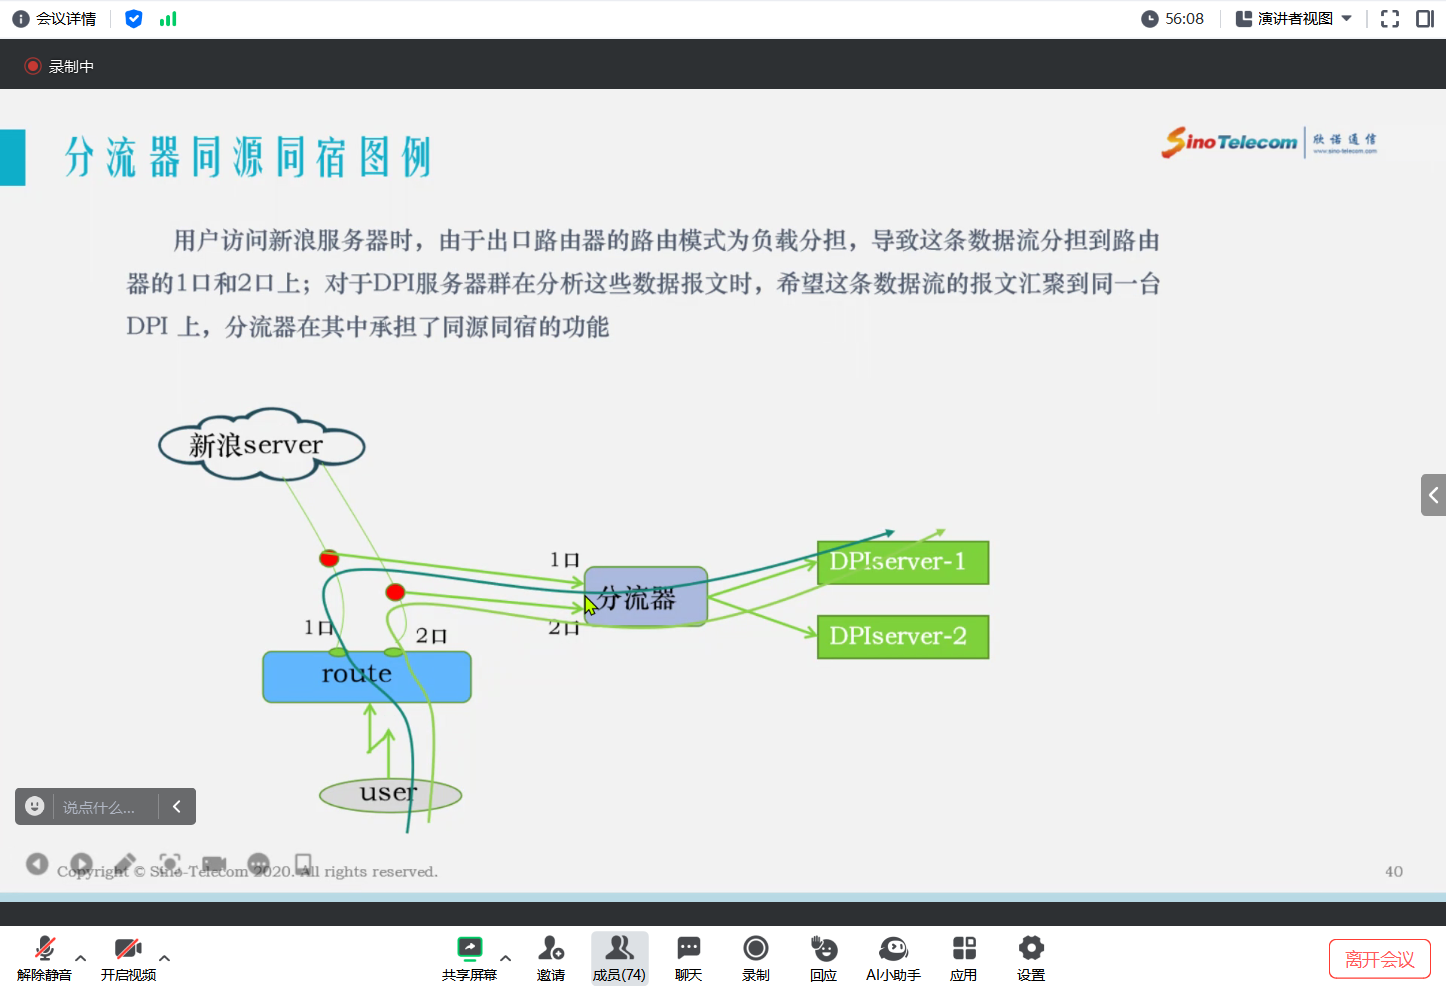 会议详情
56:08
演讲者视图
录制中
分流器同源同宿图例
SinoTelecom
欣诺通信
www.sino-telecom.com
用户访问新浪服务器时，由于出口路由器的路由模式为负载分担，导致这条数据流分担到路由
器的1口和2口上；对于DPI服务器群在分析这些数据报文时，希望这条数据流的报文汇聚到同一台
DPI 上，分流器在其中承担了同源同宿的功能
新浪server
1口
DPIserver-1
分流器
1口
2口
2口
DPIserver-2
route
user
说点什么...
Copyright © Sino-Telecom 2020. All rights reserved.
40
解除静音
开启视频
共享屏幕
邀请
成员(74)
聊天
录制
回应
AI小助手
应用
设置
离开会议